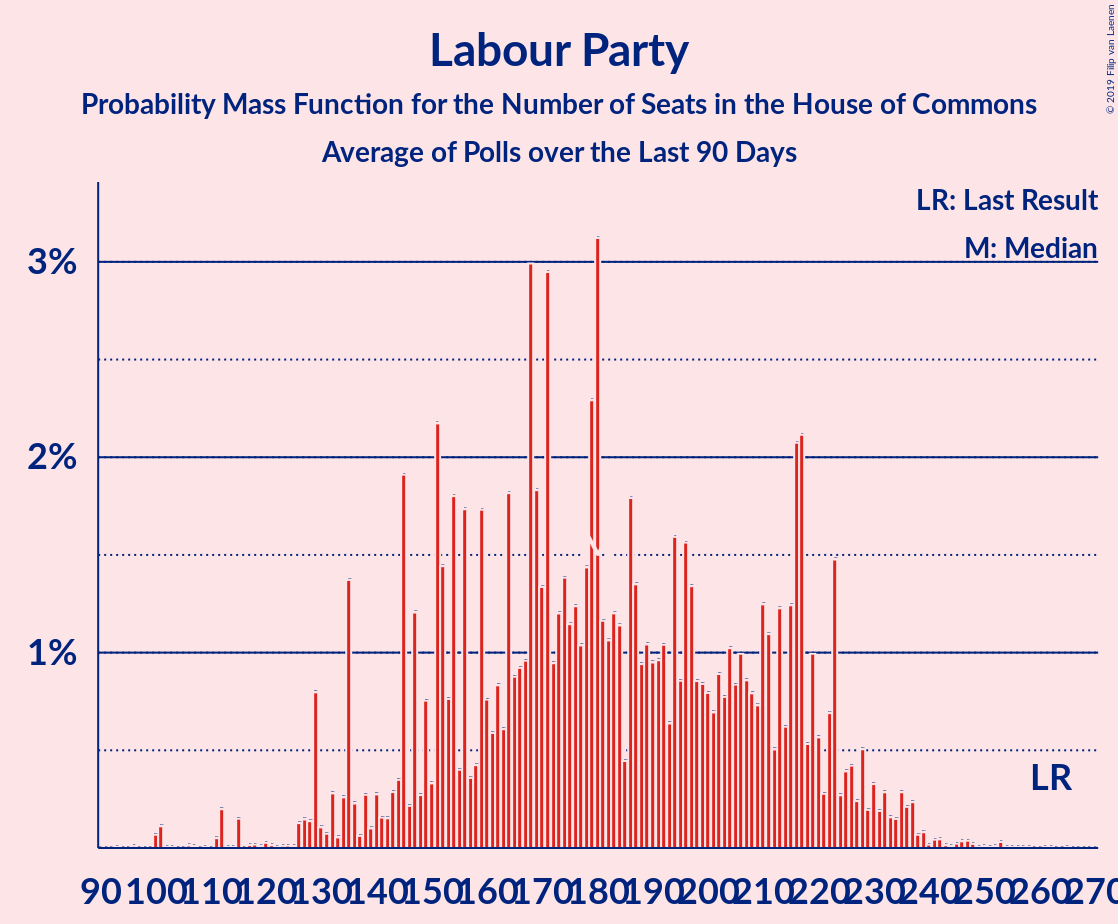 Labour Party
Probability Mass Function for the Number of Seats in the House of Commons
Average of Polls over the Last 90 Days
© 2019 Filip van Laenen
LR: Last Result
M: Median
3%
2%
1%
M
LR
90 100 110 120 130 140 150 160 170 180 190 200 210 220 230 240 250 260 270